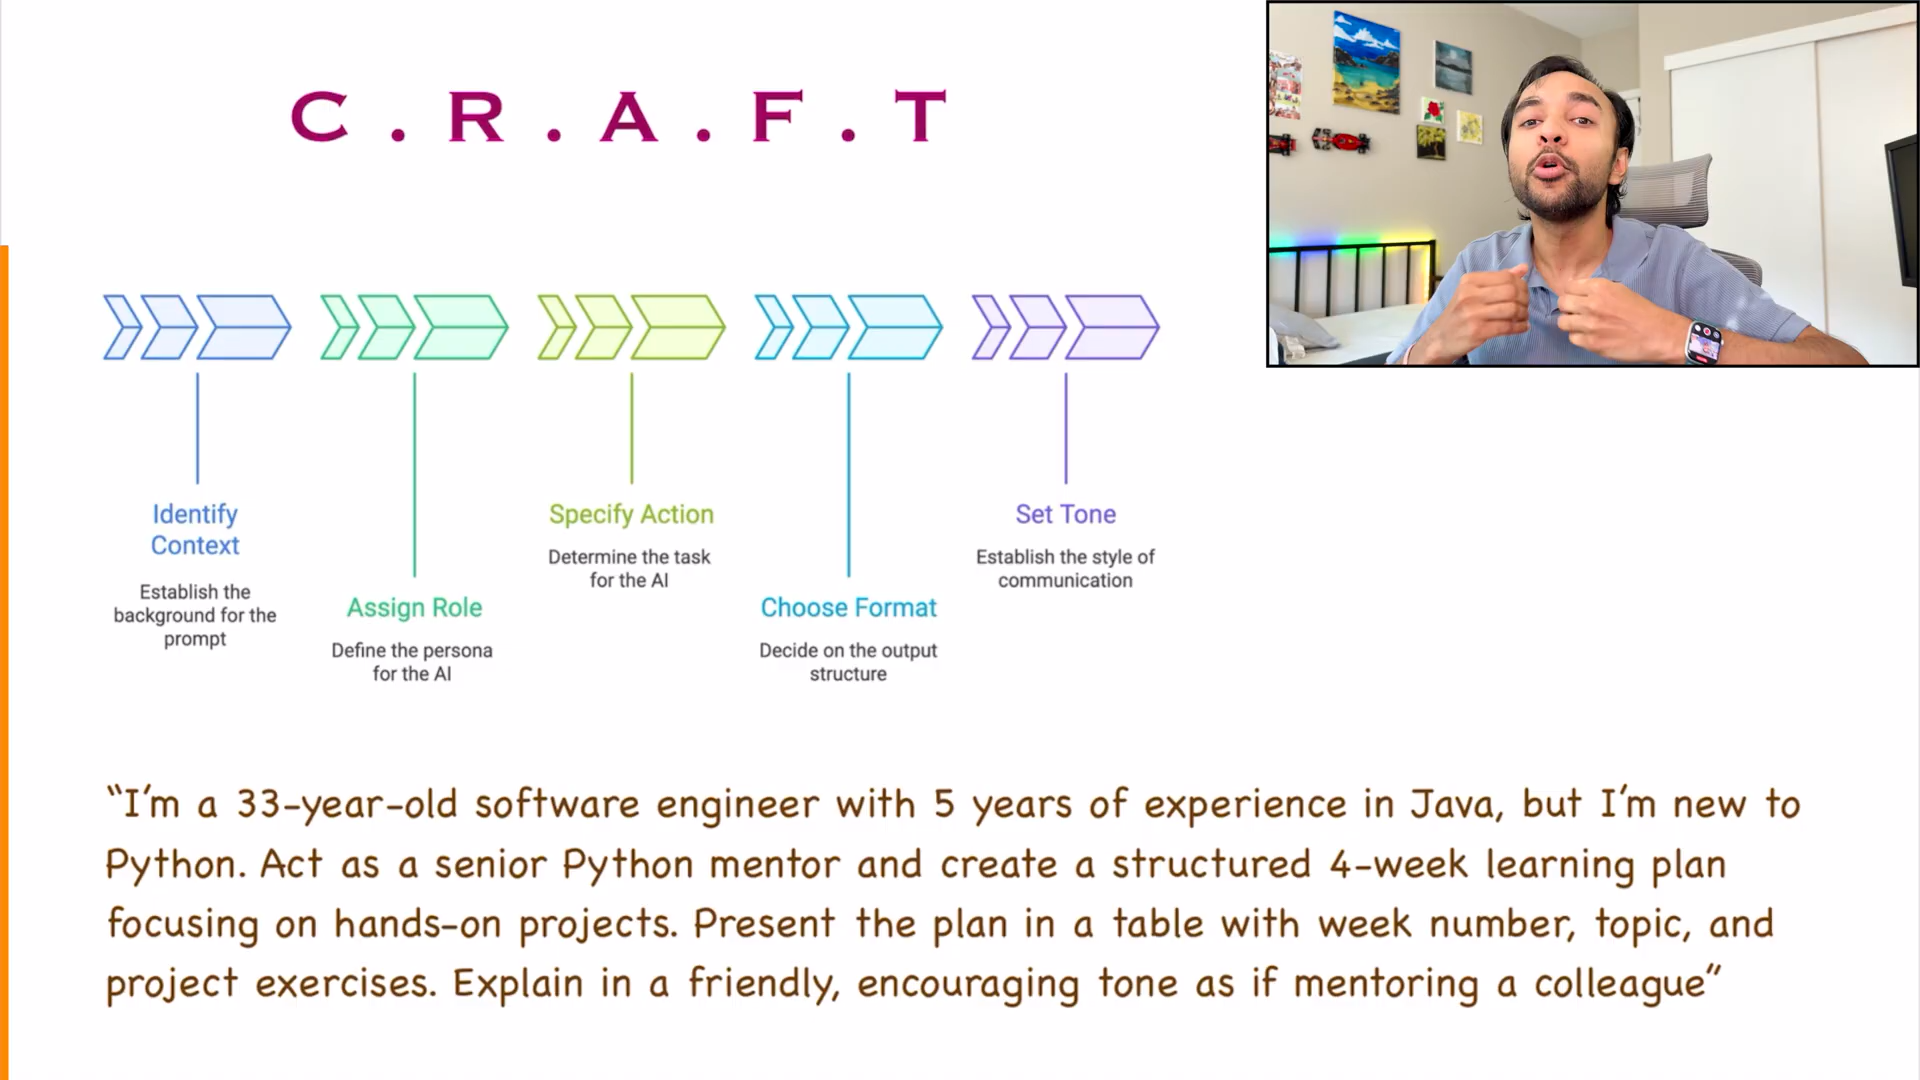 C.R.A.F.T
Identify
Context
Establish the
background for the
prompt
Assign Role
Define the persona
for the AI
Specify Action
Determine the task
for the AI
Choose Format
Decide on the output
structure
Set Tone
Establish the style of
communication
“I’m a 33-year-old software engineer with 5 years of experience in Java, but I’m new to
Python. Act as a senior Python mentor and create a structured 4-week learning plan
focusing on hands-on projects. Present the plan in a table with week number, topic, and
project exercises. Explain in a friendly, encouraging tone as if mentoring a colleague”